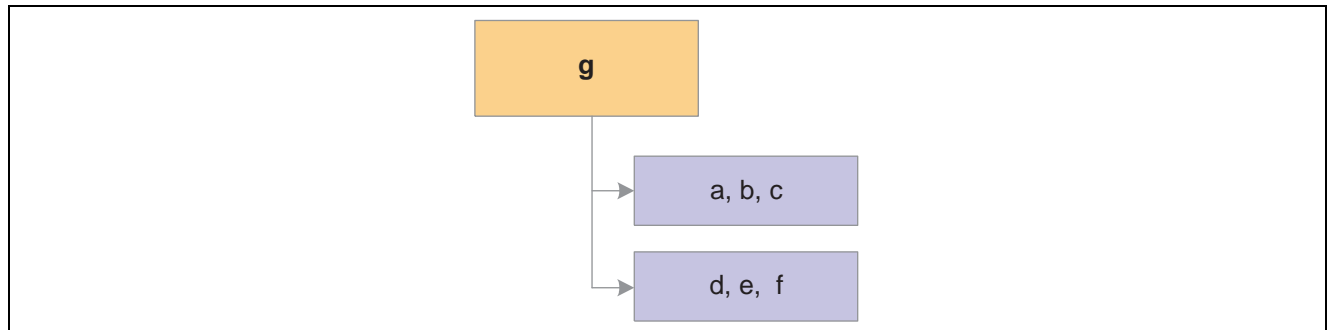 g
a, b, c
d, e, f